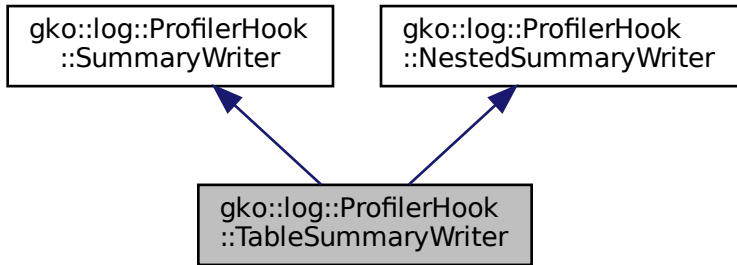 gko::log::ProfilerHook
::SummaryWriter
gko::log::ProfilerHook
::NestedSummaryWriter
gko::log::ProfilerHook
::TableSummaryWriter